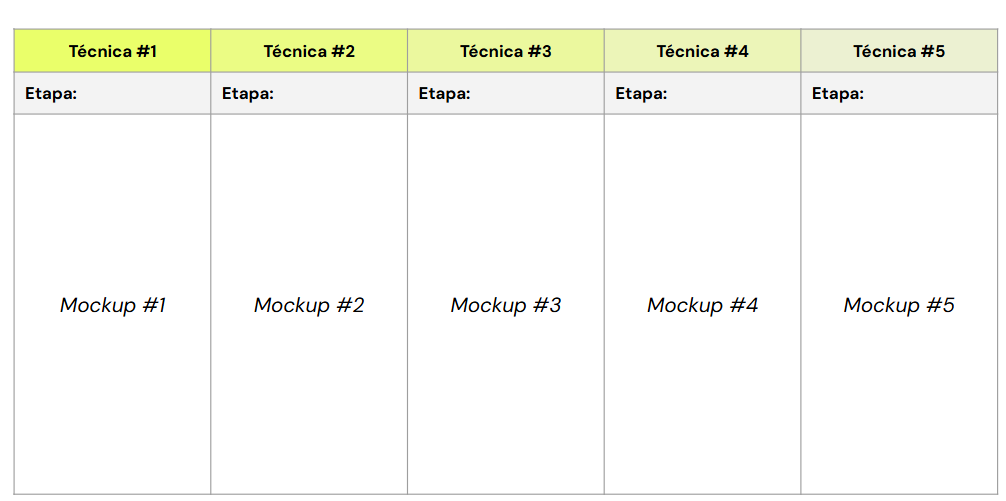 Técnica #1 Técnica #2 Técnica #3 Técnica #4 Técnica #5
Etapa: Etapa: Etapa: Etapa: Etapa:
Mockup #1 Mockup #2 Mockup #3 Mockup #4 Mockup #5